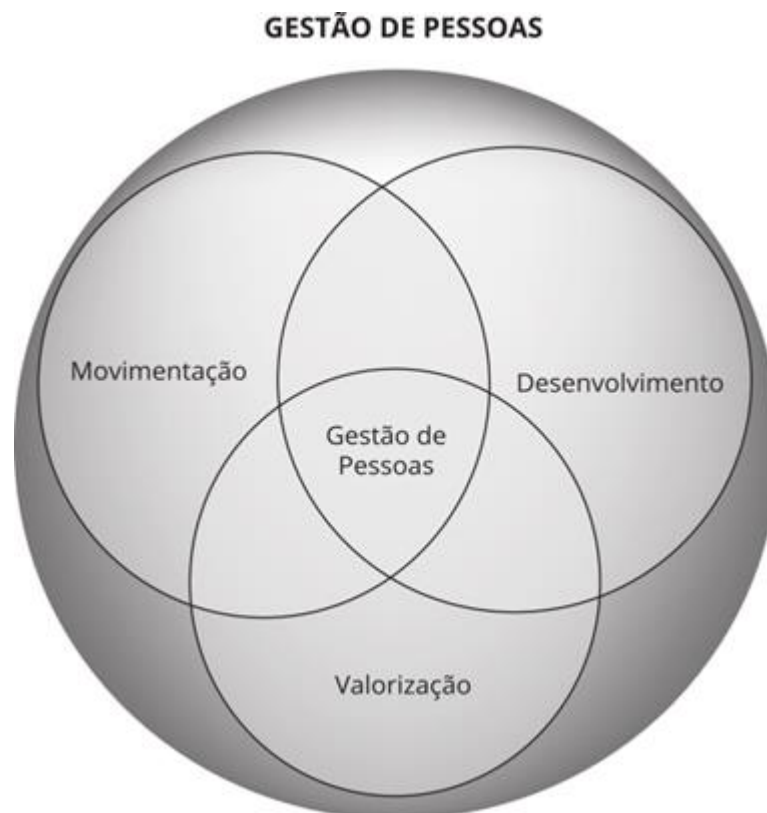 GESTÃO DE PESSOAS
Movimentação
Desenvolvimento
Gestão de
Pessoas
Valorização